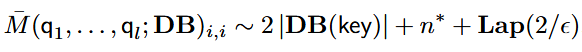 M̄(q₁, . . . , qₗ; DB)ᵢ,ᵢ ∼ 2 |DB(key)| + n* + Lap(2/ϵ)